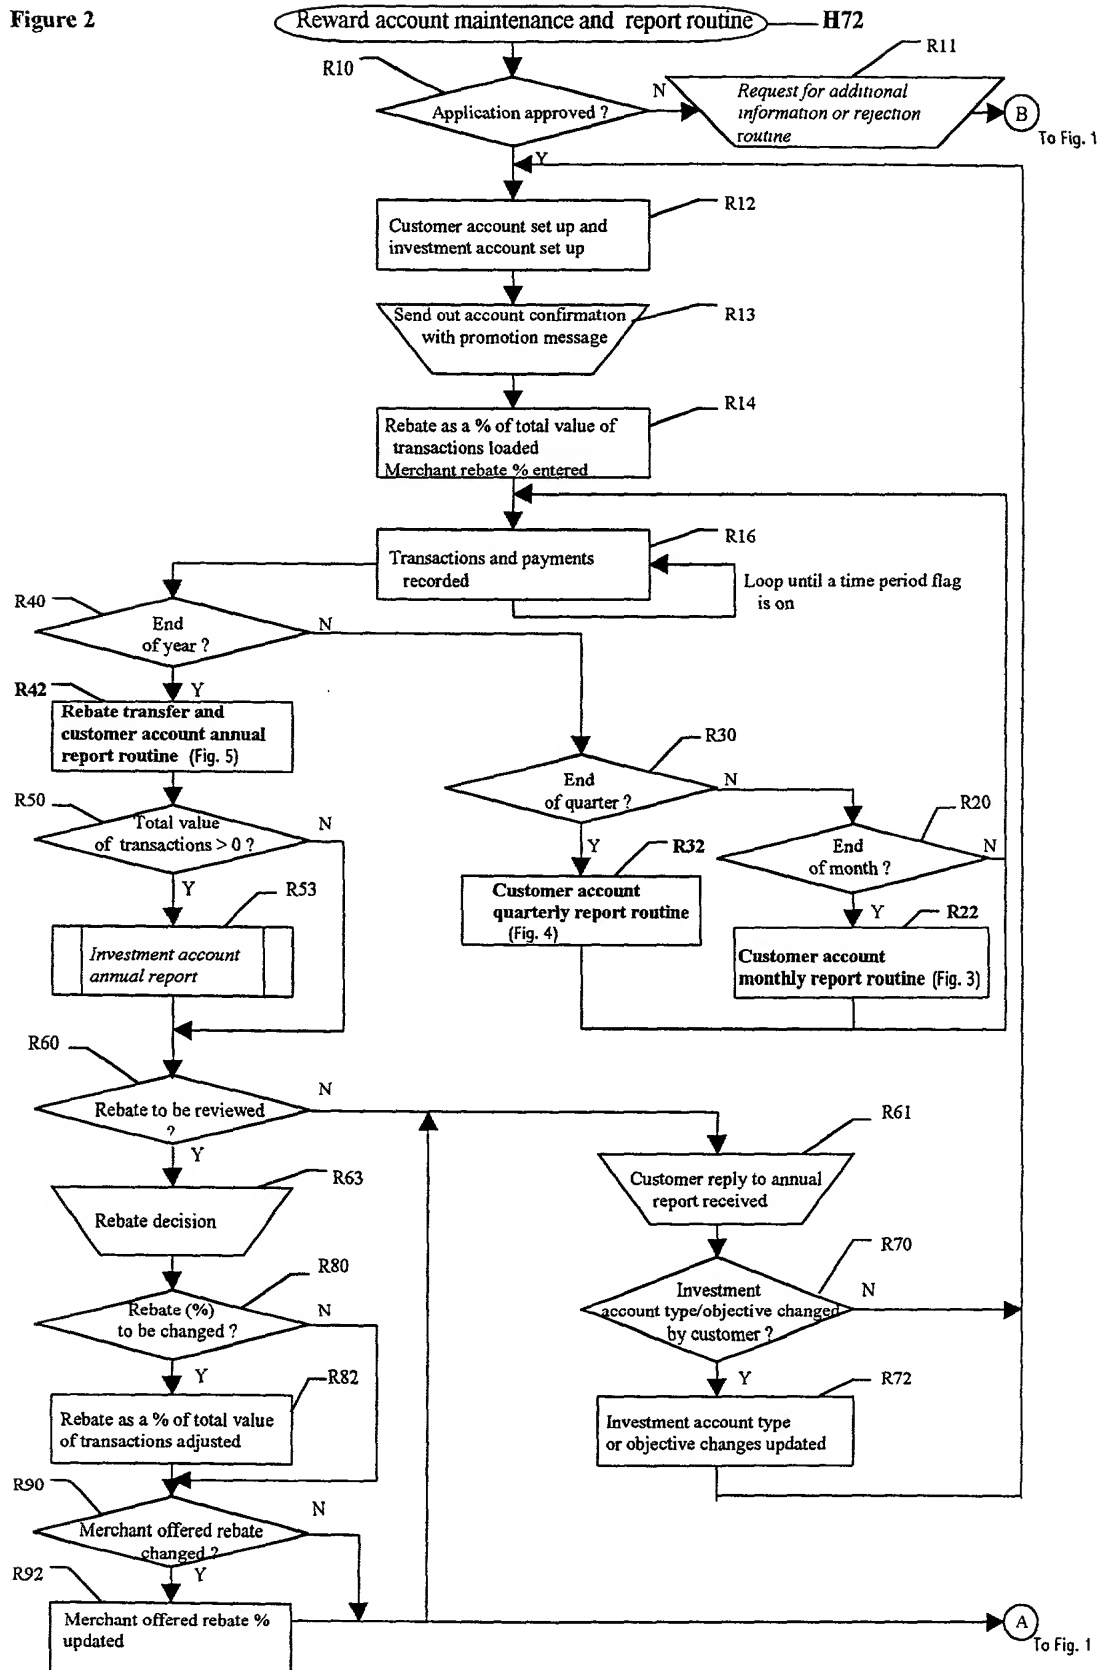 Figure 2
Reward account maintenance and report routine
H72
R10
R11
Application approved ?
N
Request for additional
information or rejection
routine
B
To Fig. 1
Y
R12
Customer account set up and
investment account set up
R13
Send out account confirmation
with promotion message
R14
Rebate as a % of total value of
transactions loaded
Merchant rebate % entered
R16
Transactions and payments
recorded
Loop until a time period flag
is on
R40
End
of year ?
N
Y
R42
Rebate transfer and
customer account annual
report routine (Fig. 5)
R30
End
of quarter ?
N
Y
R20
End
of month ?
N
Y
R50
Total value
of transactions > 0 ?
N
Y
R32
Customer account
quarterly report routine
(Fig. 4)
R22
Customer account
monthly report routine (Fig. 3)
R53
Investment account
annual report
R60
Rebate to be reviewed
?
N
Y
R61
Customer reply to annual
report received
R63
Rebate decision
R70
Investment
account type/objective changed
by customer ?
N
Y
R80
Rebate (%)
to be changed ?
N
Y
R82
Rebate as a % of total value
of transactions adjusted
R72
Investment account type
or objective changes updated
R90
Merchant offered rebate
changed ?
N
Y
R92
Merchant offered rebate %
updated
A
To Fig. 1